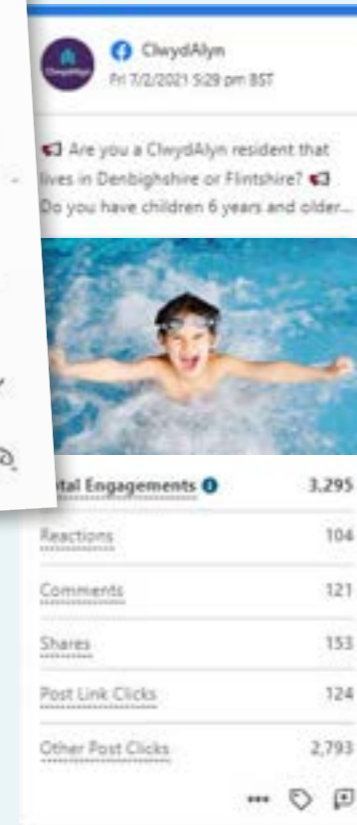 ClwydAlyn
Fri 7/2/2021 5:29 pm BST
Are you a ClwydAlyn resident that
lives in Denbighshire or Flintshire?
Do you have children 6 years and older...
tal Engagements 3,295
Reactions 104
Comments 121
Shares 153
Post Link Clicks 124
Other Post Clicks 2,793